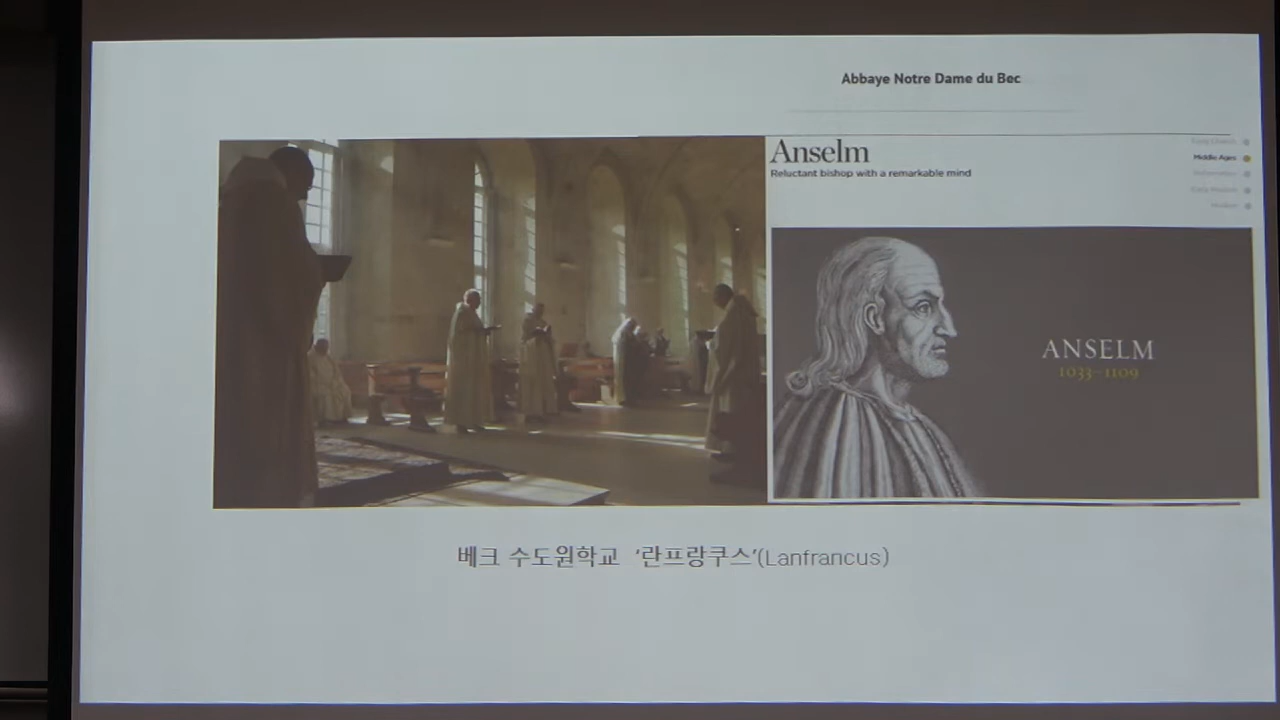 Abbaye Notre Dame du Bec
Anselm
Reluctant bishop with a remarkable mind
Middle Ages
ANSELM
1033–1109
베크 수도원학교 '란프랑쿠스'(Lanfrancus)